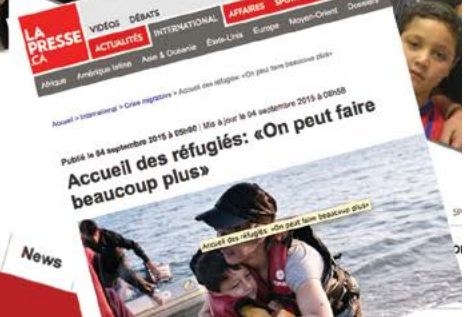 LA
PRESSE
.CA
VIDÉOS DÉBATS
ACTUALITÉS INTERNATIONAL AFFAIRES
Afrique Amérique latine Asie & Océanie États-Unis Europe Moyen-Orient Dossiers
Accueil > International > Crise migratoire > Accueil des réfugiés: «On peut faire beaucoup plus»
Publié le 04 septembre 2015 à 05h00 | Mis à jour le 04 septembre 2015 à 08h58
Accueil des réfugiés: «On peut faire
beaucoup plus»
Accueil des réfugiés: «On peut faire beaucoup plus»
News